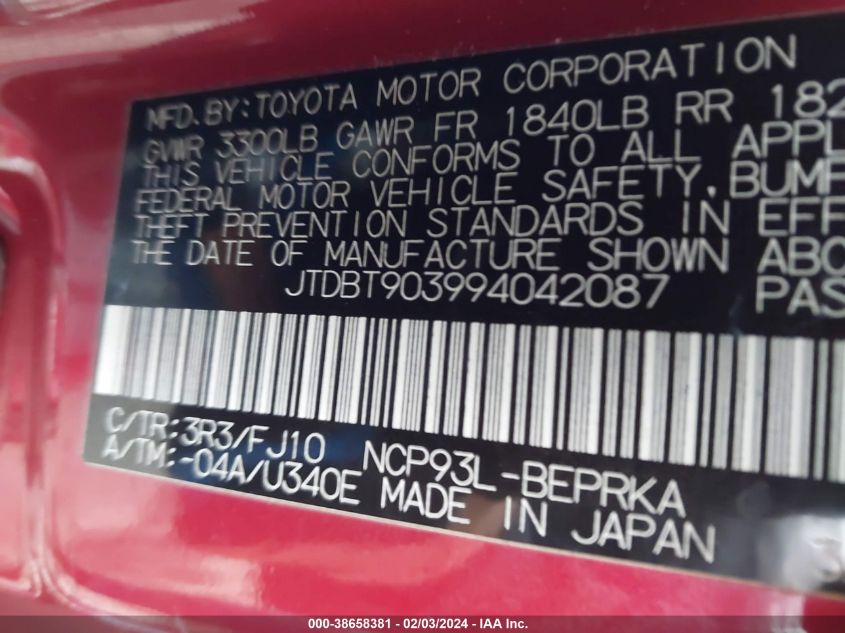 MFD.BY:TOYOTA MOTOR CORPORATION
GVWR 3300LB GAWR FR 1840LB RR 182
THIS VEHICLE CONFORMS TO ALL APPL
FEDERAL MOTOR VEHICLE SAFETY, BUMP
THEFT PREVENTION STANDARDS IN EFF
THE DATE OF MANUFACTURE SHOWN ABO
JTDBT903994042087 PAS
C/TR:3R3/FJ10 NCP93L-BEPRKA
A/TM:-04A/U340E MADE IN JAPAN
3
000-38658381 - 02/03/2024 - IAA Inc.